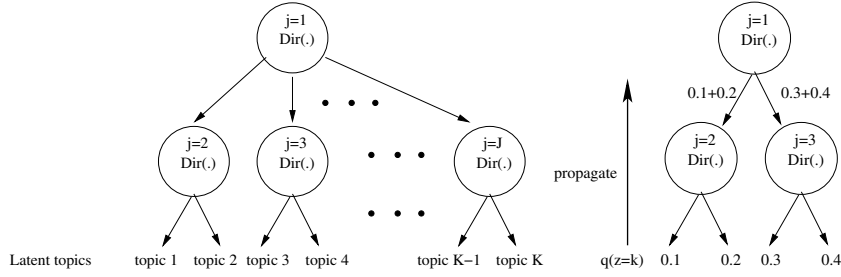 j=1
Dir(.)
j=1
Dir(.)
0.1+0.2
0.3+0.4
j=2
Dir(.)
j=3
Dir(.)
j=J
Dir(.)
j=2
Dir(.)
j=3
Dir(.)
propagate
Latent topics
topic 1
topic 2
topic 3
topic 4
topic K−1
topic K
q(z=k)
0.1
0.2
0.3
0.4